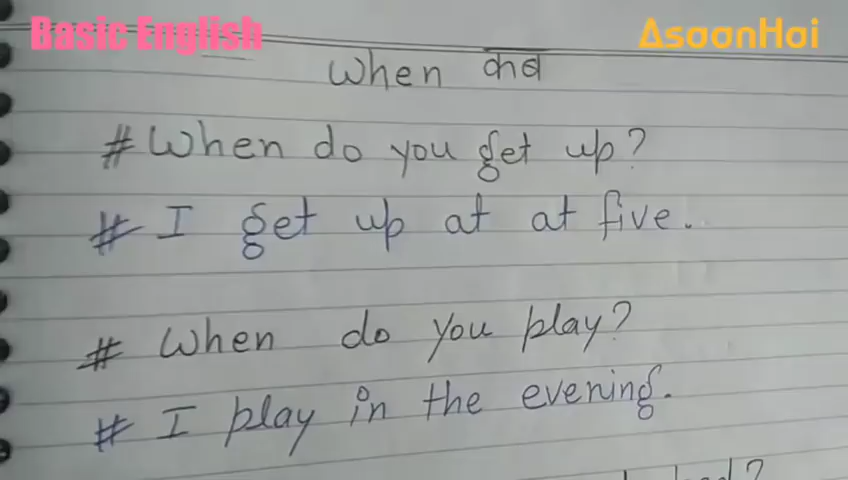 Basic English
AsaanHai
When कब
#When do you get up?
# I get up at at five.
# When do you play?
# I play in the evening.